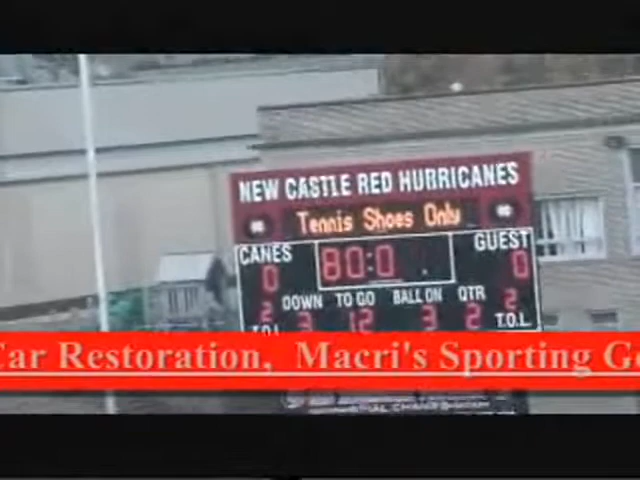 NEW CASTLE RED HURRICANES
Tennis Shoes Only
CANES 80:0 GUEST
0 0
DOWN TO GO BALL ON QTR
2 3 12 3 2 2
T.O.L. T.O.L.
Car Restoration, Macri's Sporting G